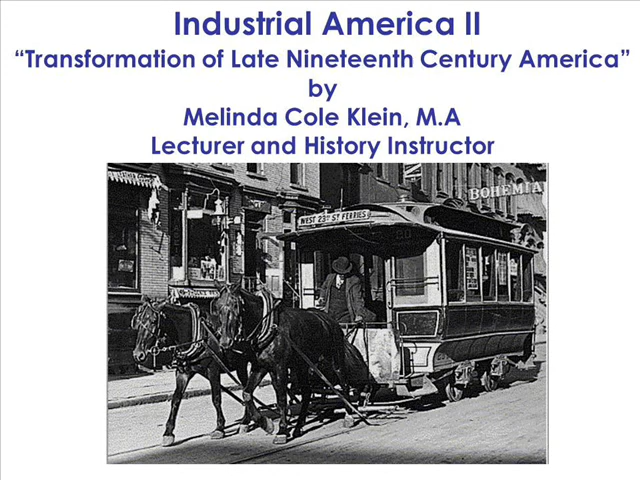 Industrial America II
“Transformation of Late Nineteenth Century America”
by
Melinda Cole Klein, M.A
Lecturer and History Instructor
BOHEMIA
WEST 23RD ST. FERRIES